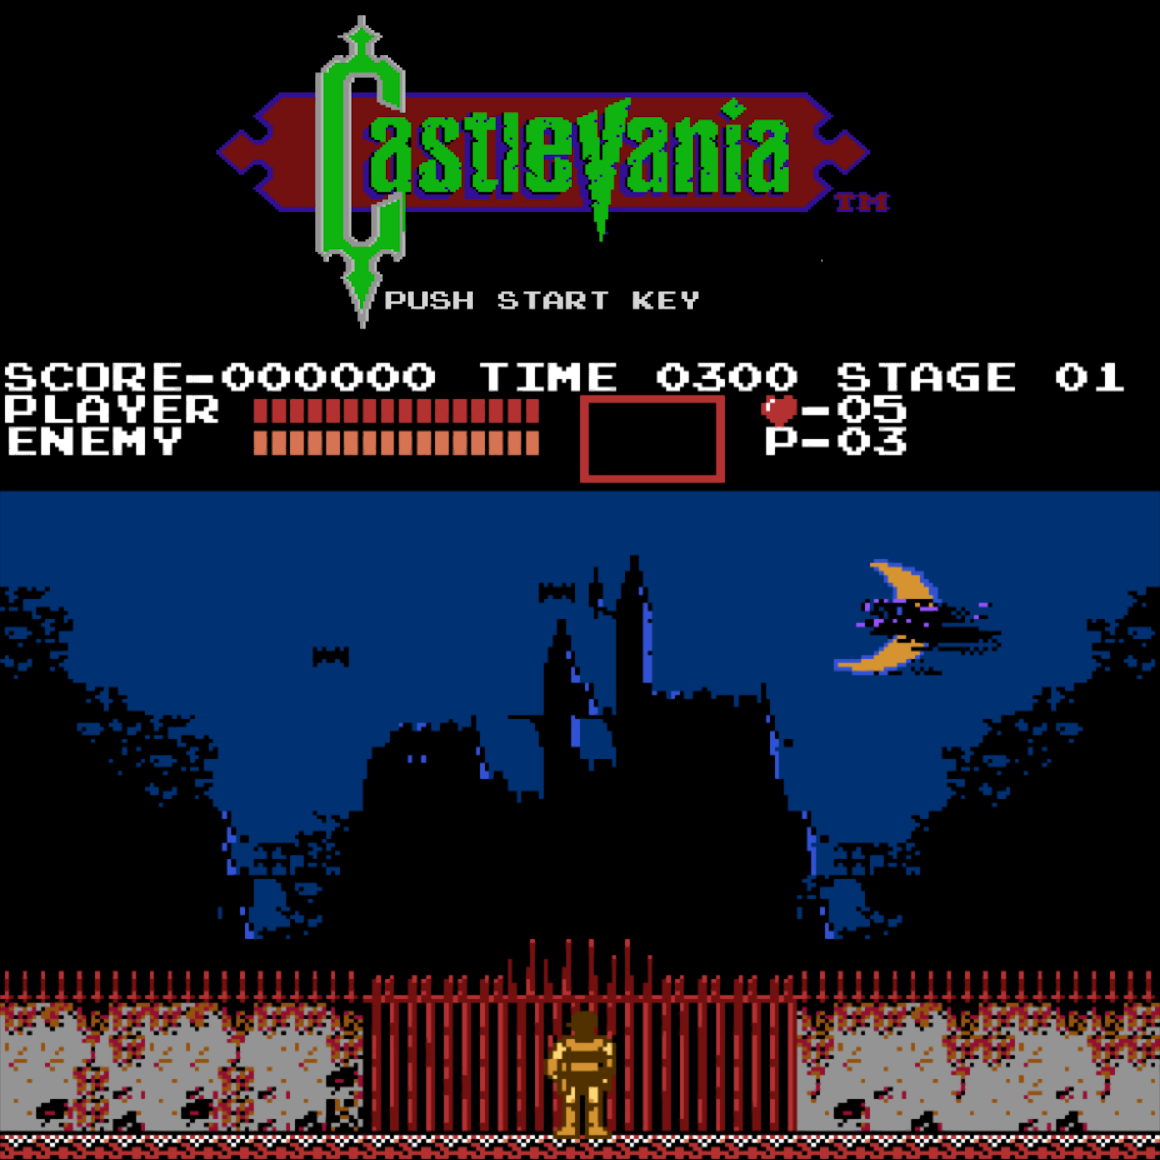 Castlevania
TM
PUSH START KEY
SCORE-000000 TIME 0300 STAGE 01
PLAYER -05
ENEMY P-03